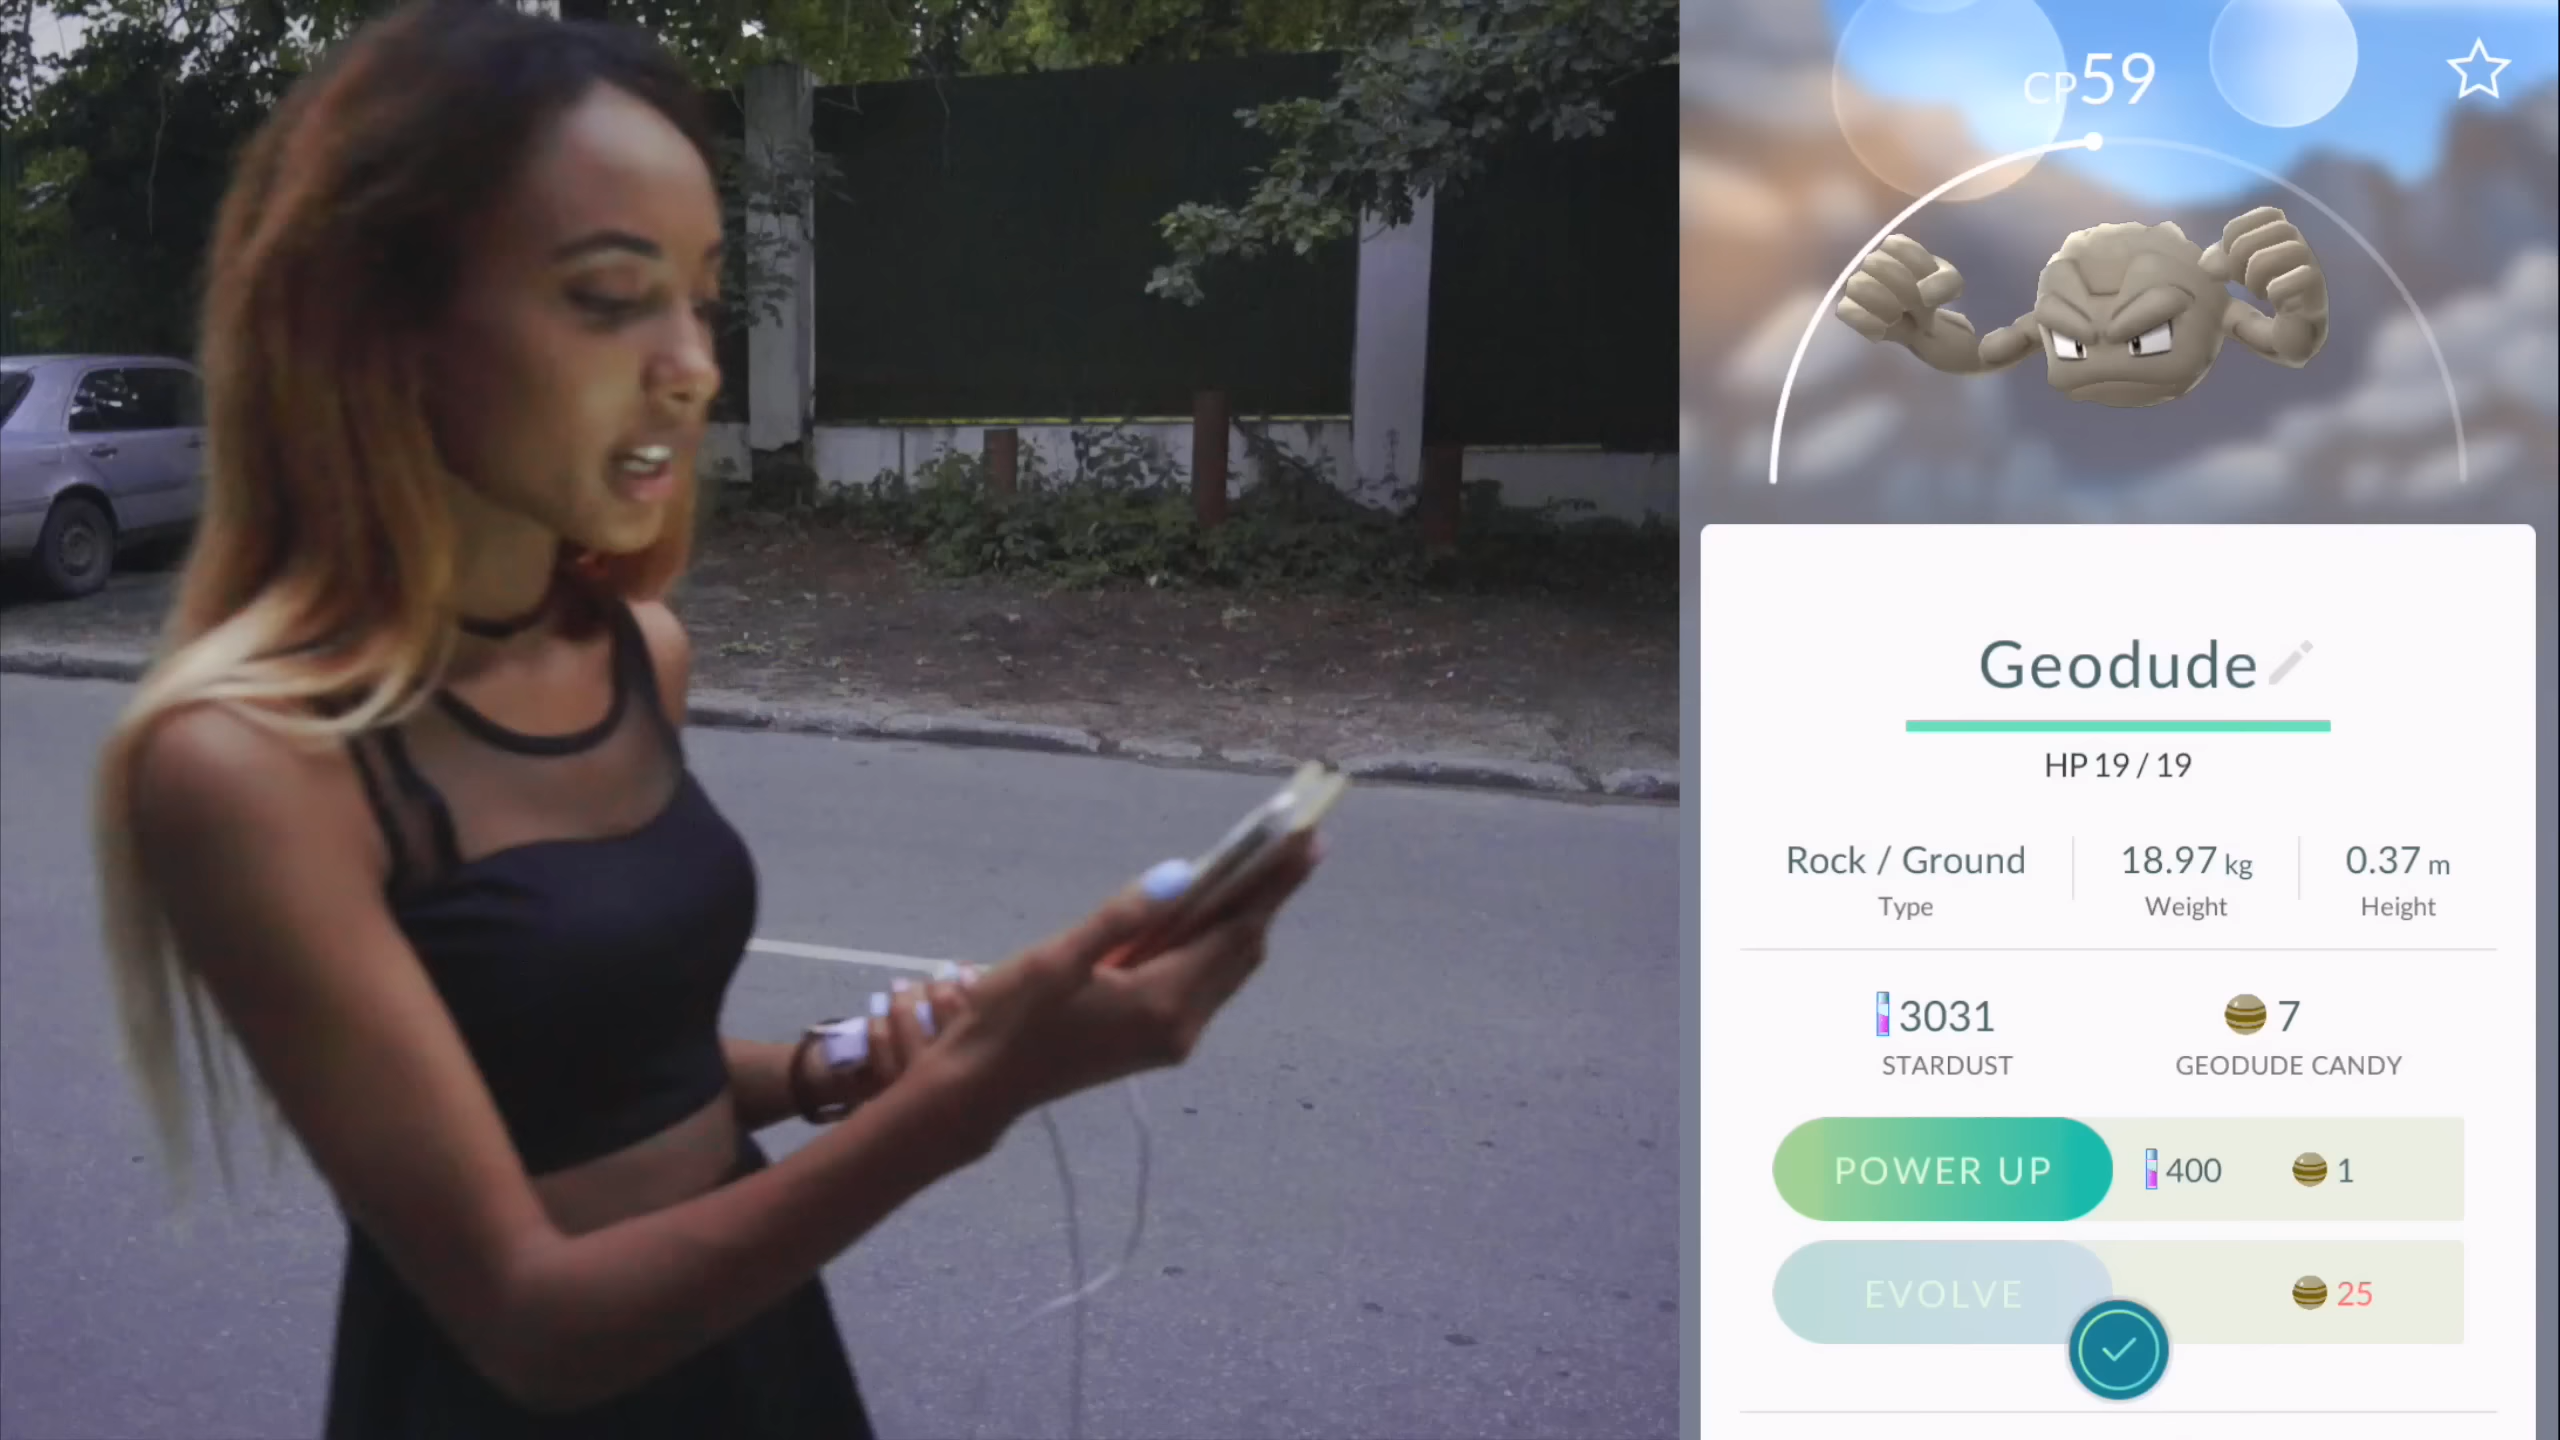 CP59
Geodude
HP 19 / 19
Rock / Ground
Type
18.97 kg
Weight
0.37 m
Height
3031
STARDUST
7
GEODUDE CANDY
POWER UP 400 1
EVOLVE 25